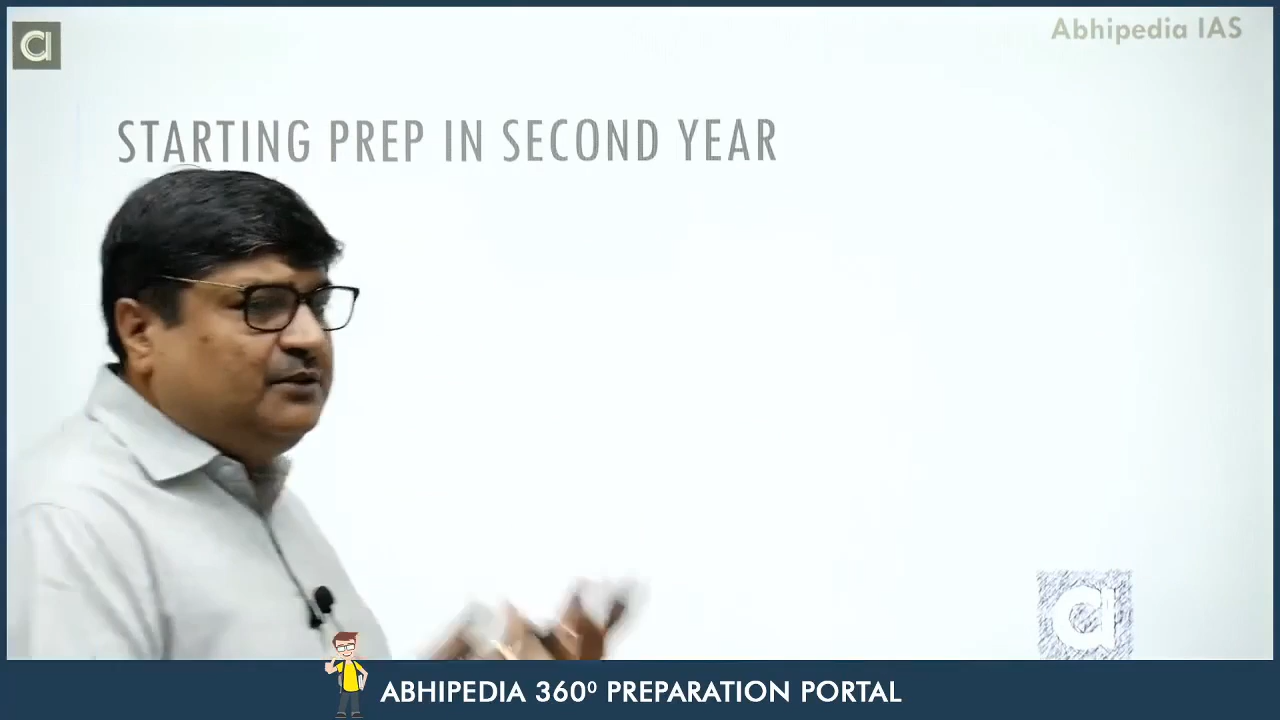 Abhipedia IAS
STARTING PREP IN SECOND YEAR
ABHIPEDIA 360⁰ PREPARATION PORTAL